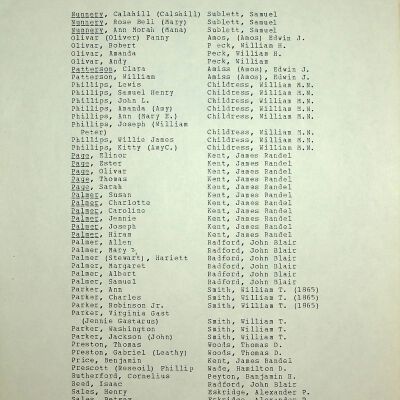 Nunnery, Calahill (Calshill) Sublett, Samuel
Nunnery, Rose Bell (Mary) Sublett, Samuel
Nunnery, Ann Morah (Mana) Sublett, Samuel
Olivar (Oliver) Fanny Amos, (Amos) Edwin J.
Olivar, Robert Peck, William H.
Olivar, Amanda Peck, William H.
Olivar, Andy Peck, William
Patterson, Clara Amiss (Amos), Edwin J.
Patterson, William Amiss (Amos), Edwin J.
Phillips, Lewis Childress, William M.N.
Phillips, Samuel Henry Childress, William M.N.
Phillips, John L. Childress, William M.N.
Phillips, Amanda (Amy) Childress, William M.N.
Phillips, Ann (Mary E.) Childress, William M.N.
Phillips, Joseph (William
Peter) Childress, William M.N.
Phillips, Willie James Childress, William M.N.
Phillips, Kitty (AmyC.) Childress, William M.N.
Page, Elinor Kent, James Randel
Page, Ester Kent, James Randel
Page, Olivar Kent, James Randel
Page, Thomas Kent, James Randel
Page, Sarah Kent, James Randel
Palmer, Susan Kent, James Randel
Palmer, Charlotte Kent, James Randel
Palmer, Caroline Kent, James Randel
Palmer, Jennie Kent, James Randel
Palmer, Joseph Kent, James Randel
Palmer, Hiram Kent, James Randel
Palmer, Allen Radford, John Blair
Palmer, Mary Radford, John Blair
Palmer (Stewart), Hariett Radford, John Blair
Palmer, Margaret Radford, John Blair
Palmer, Albert Radford, John Blair
Palmer, Samuel Radford, John Blair
Parker, Ann Smith, William T. (1865)
Parker, Charles Smith, William T. (1865)
Parker, Robinson Jr. Smith, William T. (1865)
Parker, Virginia Gast
(Jennie Gastarus) Smith, William T.
Parker, Washington Smith, William T.
Parker, Jackson (John) Smith, William T.
Preston, Thomas Woods, Thomas D.
Preston, Gabriel (Leathy) Woods, Thomas D.
Price, Benjamin Kent, James Randel
Prescott (Reseoil) Phillip Wade, Hamilton D.
Rutherford, Cornelius Peyton, Banjamin H.
Reed, Isaac Radford, John Blair
Sales, Henry Eskridge, Alexander P.